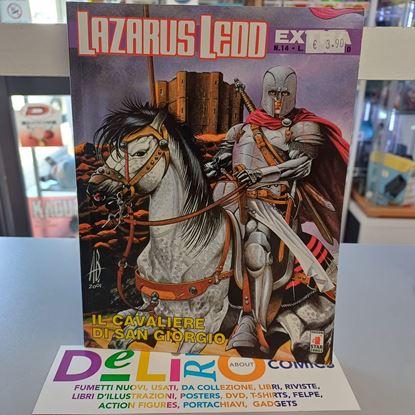 LAZARUS LEDD
EXTRA
N.14 - L.
€ 3.90
2001
IL CAVALIERE
DI SAN GIORGIO
STAR
DELIRIO ABOUT COMICS
FUMETTI NUOVI, USATI, DA COLLEZIONE, LIBRI, RIVISTE,
LIBRI D'ILLUSTRAZIONI, POSTERS, DVD, T-SHIRTS, FELPE,
ACTION FIGURES, PORTACHIAVI, GADGETS